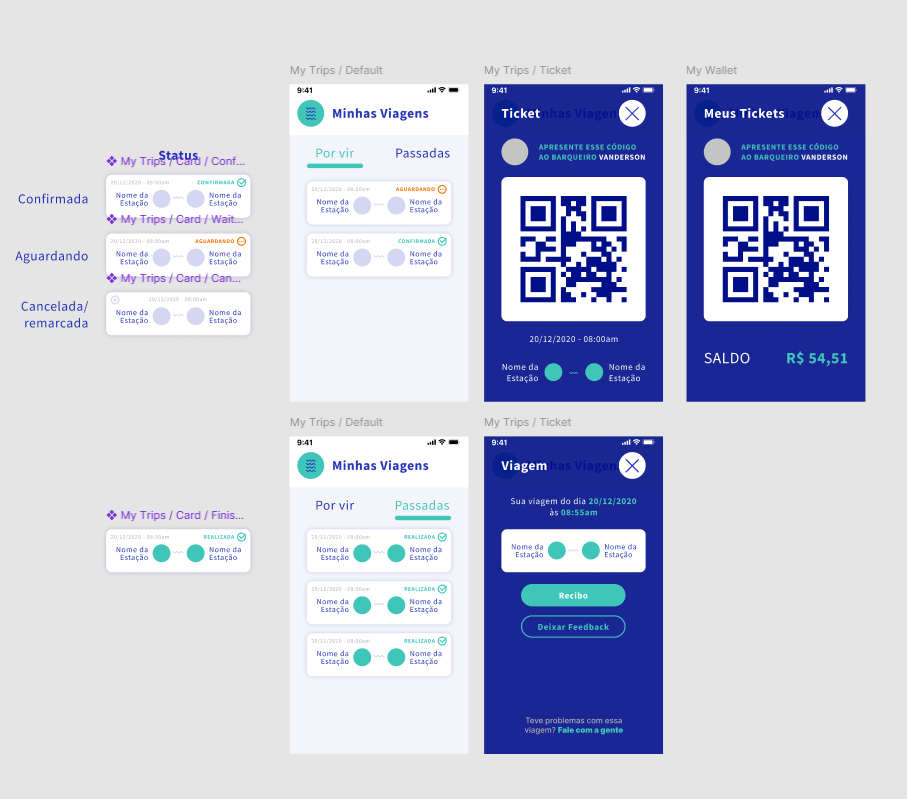 My Trips / Default
My Trips / Ticket
My Wallet
9:41
Minhas Viagens
Por vir
Passadas
20/12/2020 - 08:00am
AGUARDANDO
Nome da
Estação
Nome da
Estação
20/12/2020 - 08:00am
CONFIRMADA
Nome da
Estação
Nome da
Estação
9:41
Ticket
APRESENTE ESSE CÓDIGO
AO BARQUEIRO VANDERSON
20/12/2020 - 08:00am
Nome da
Estação
Nome da
Estação
9:41
Meus Tickets
APRESENTE ESSE CÓDIGO
AO BARQUEIRO VANDERSON
SALDO
R$ 54,51
Status
My Trips / Card / Conf...
Confirmada
20/12/2020 - 08:00am
CONFIRMADA
Nome da
Estação
Nome da
Estação
My Trips / Card / Wait...
Aguardando
20/12/2020 - 08:00am
AGUARDANDO
Nome da
Estação
Nome da
Estação
My Trips / Card / Can...
Cancelada/
remarcada
20/12/2020 - 08:00am
Nome da
Estação
Nome da
Estação
My Trips / Default
My Trips / Ticket
My Trips / Card / Finis...
20/12/2020 - 08:00am
REALIZADA
Nome da
Estação
Nome da
Estação
9:41
Minhas Viagens
Por vir
Passadas
20/12/2020 - 08:00am
REALIZADA
Nome da
Estação
Nome da
Estação
20/12/2020 - 08:00am
REALIZADA
Nome da
Estação
Nome da
Estação
20/12/2020 - 08:00am
REALIZADA
Nome da
Estação
Nome da
Estação
9:41
Viagem
Sua viagem do dia 20/12/2020
às 08:55am
Nome da
Estação
Nome da
Estação
Recibo
Deixar Feedback
Teve problemas com essa
viagem? Fale com a gente